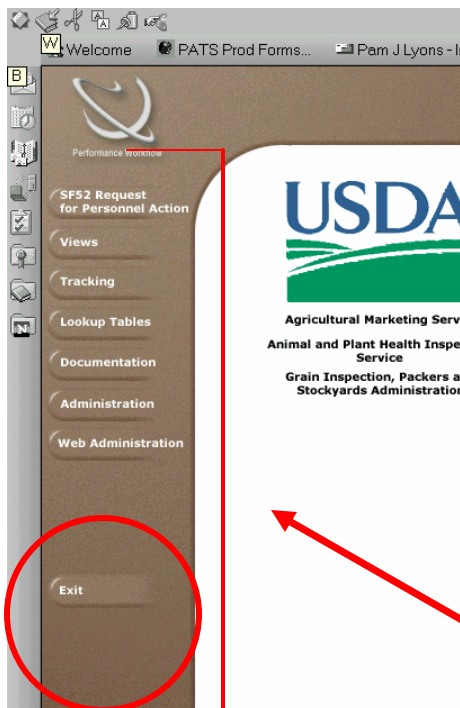 W
Welcome
PATS Prod Forms...
Pam J Lyons - I
B
Performance Workflow
SF52 Request
for Personnel Action
Views
Tracking
Lookup Tables
Documentation
Administration
Web Administration
Exit
USDA
Agricultural Marketing Serv
Animal and Plant Health Inspe
Service
Grain Inspection, Packers a
Stockyards Administration
N